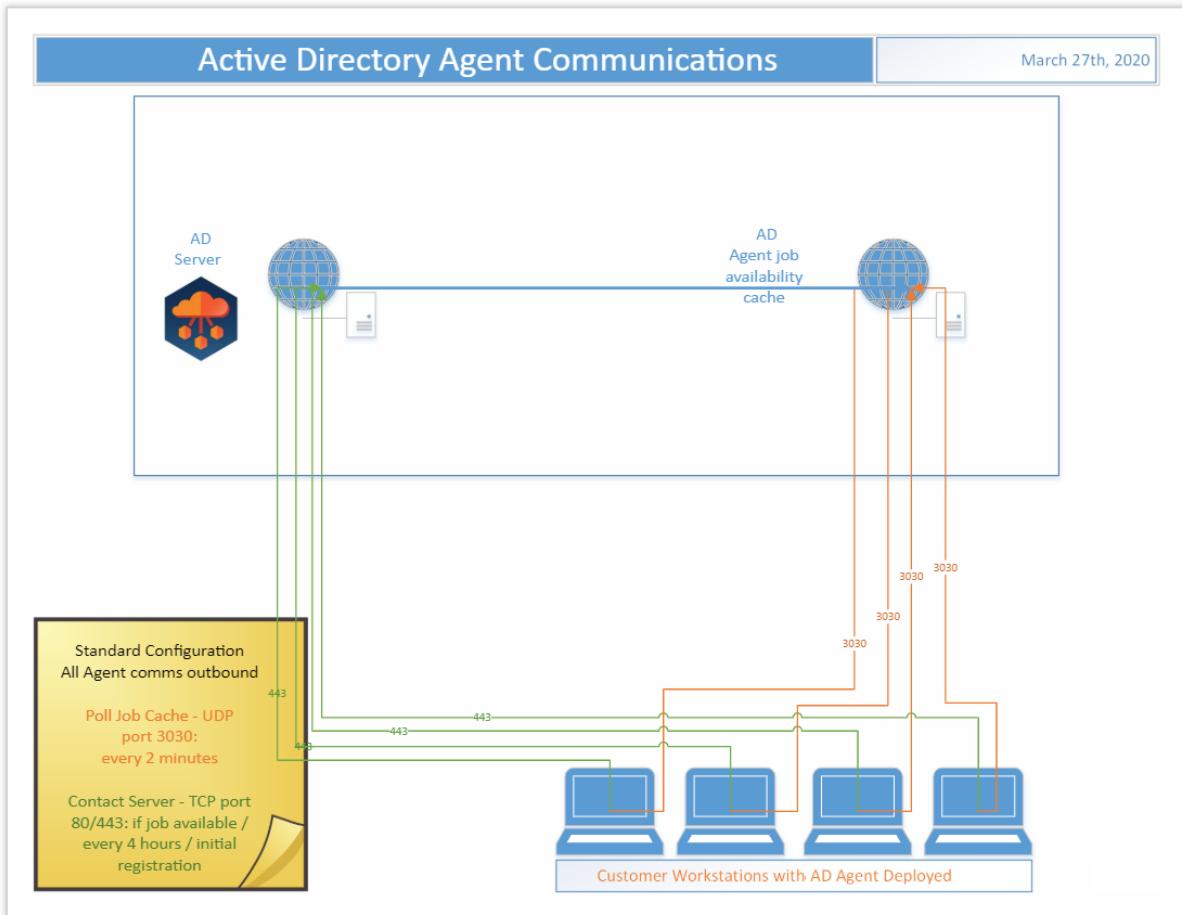 Active Directory Agent Communications
March 27th, 2020
AD
Server
AD
Agent job
availability
cache
3030
3030
3030
3030
Standard Configuration
All Agent comms outbound
Poll Job Cache - UDP
port 3030:
every 2 minutes
Contact Server - TCP port
80/443: if job available /
every 4 hours / initial
registration
443
443
443
443
Customer Workstations with AD Agent Deployed